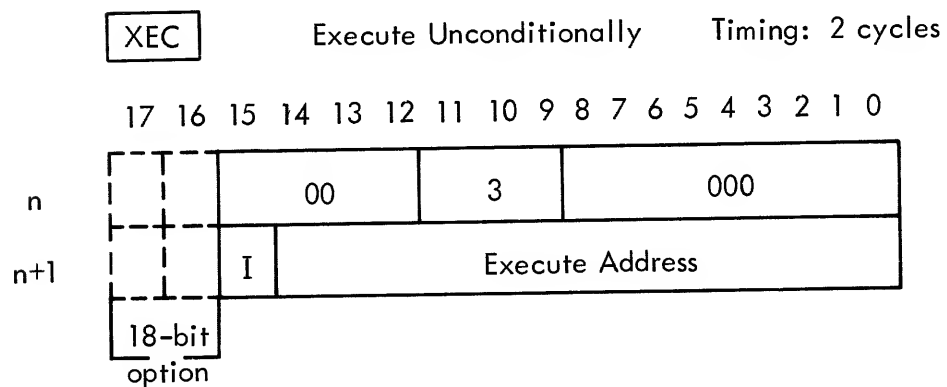 XEC Execute Unconditionally Timing: 2 cycles
17 16 15 14 13 12 11 10 9 8 7 6 5 4 3 2 1 0
n 00 3 000
n+1 I Execute Address
18-bit
option